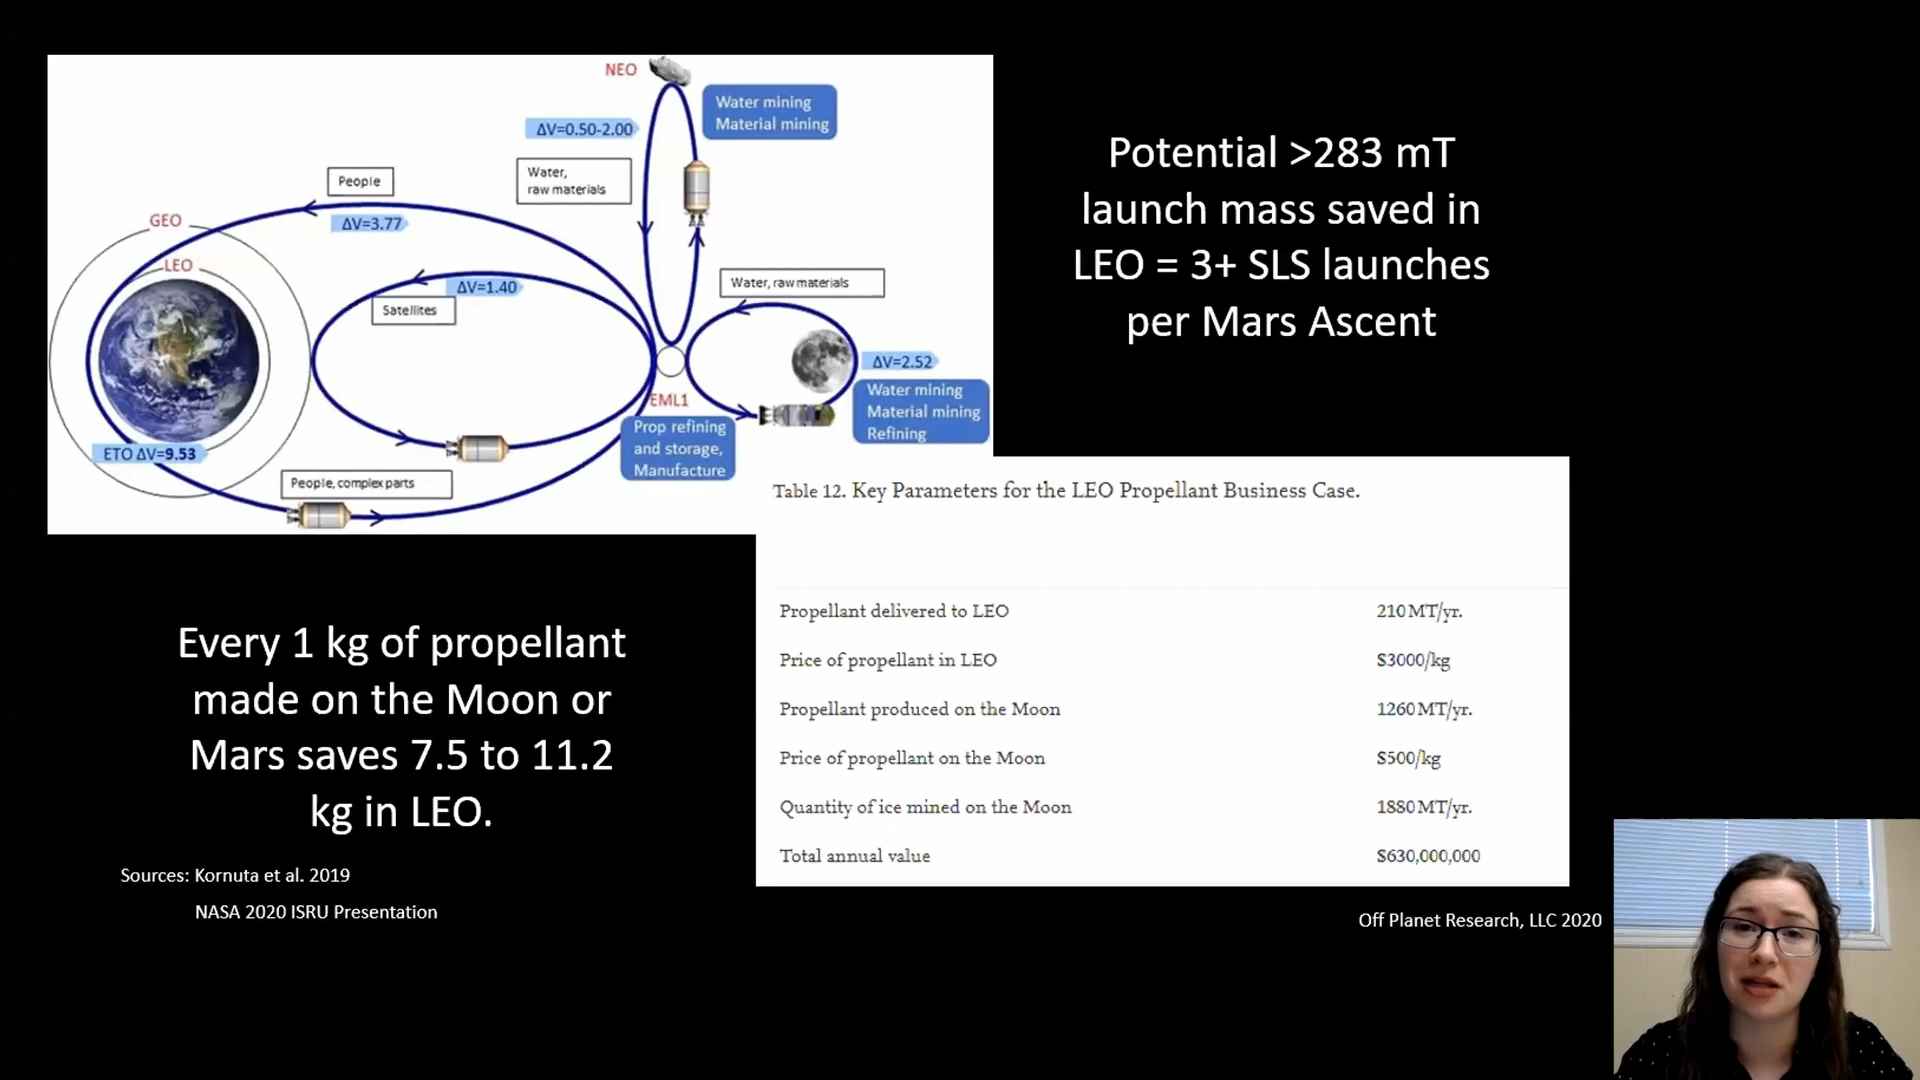 NEO
Water mining
Material mining
ΔV=0.50-2.00
People
Water,
raw materials
GEO
ΔV=3.77
LEO
Water, raw materials
ΔV=1.40
Satellites
ΔV=2.52
EML1
Water mining
Material mining
Refining
Prop refining
and storage,
Manufacture
ETO ΔV=9.53
People, complex parts
Potential >283 mT
launch mass saved in
LEO = 3+ SLS launches
per Mars Ascent
Table 12. Key Parameters for the LEO Propellant Business Case.
Propellant delivered to LEO 210 MT/yr.
Price of propellant in LEO $3000/kg
Propellant produced on the Moon 1260 MT/yr.
Price of propellant on the Moon $500/kg
Quantity of ice mined on the Moon 1880 MT/yr.
Total annual value $630,000,000
Every 1 kg of propellant
made on the Moon or
Mars saves 7.5 to 11.2
kg in LEO.
Sources: Kornuta et al. 2019
NASA 2020 ISRU Presentation
Off Planet Research, LLC 2020